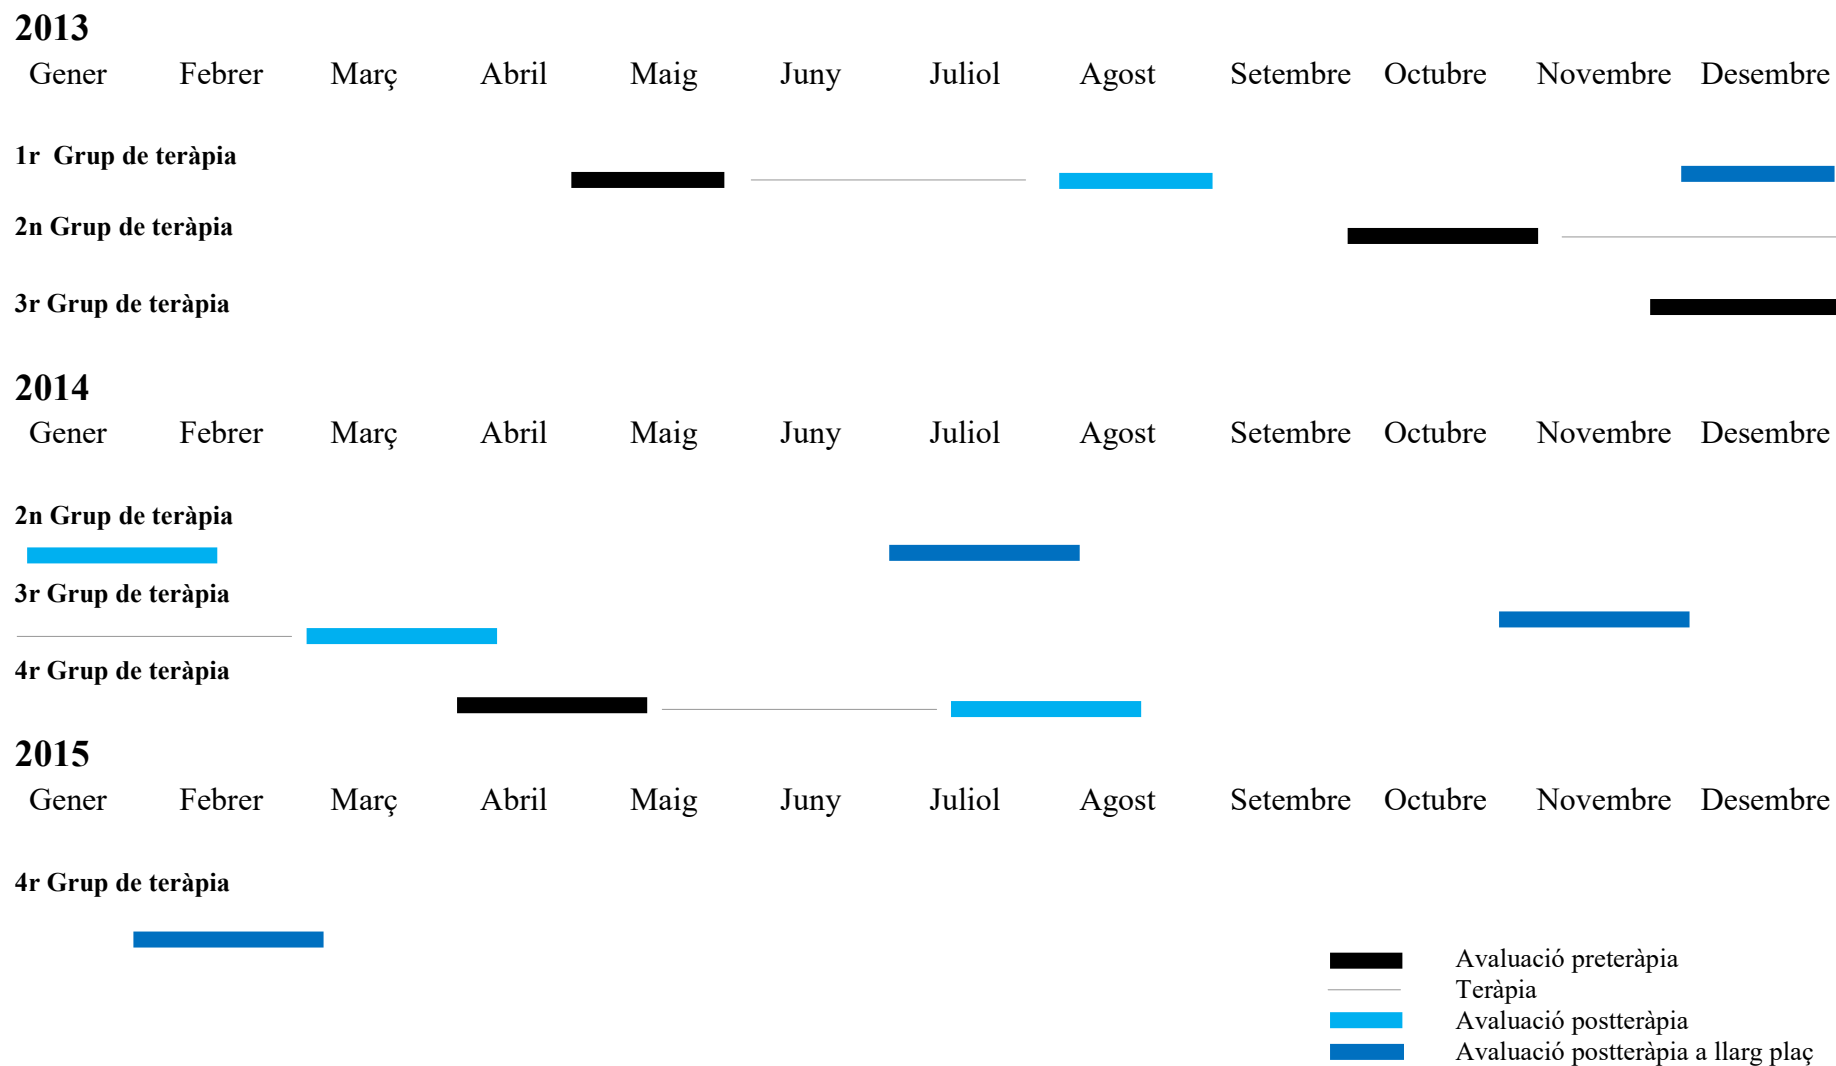 2013
Gener Febrer Març Abril Maig Juny Juliol Agost Setembre Octubre Novembre Desembre
1r Grup de teràpia
2n Grup de teràpia
3r Grup de teràpia
2014
Gener Febrer Març Abril Maig Juny Juliol Agost Setembre Octubre Novembre Desembre
2n Grup de teràpia
3r Grup de teràpia
4r Grup de teràpia
2015
Gener Febrer Març Abril Maig Juny Juliol Agost Setembre Octubre Novembre Desembre
4r Grup de teràpia
Avaluació preteràpia
Teràpia
Avaluació postteràpia
Avaluació postteràpia a llarg plaç